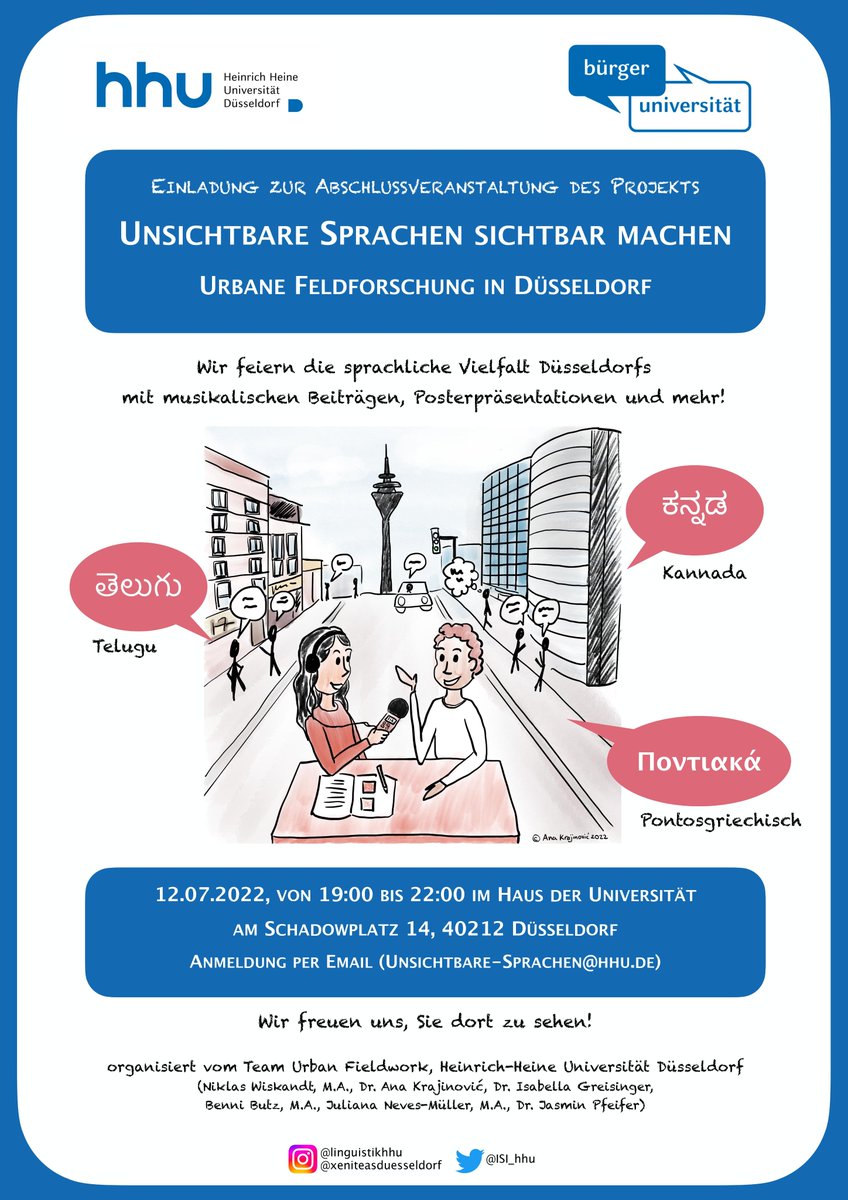 hhu Heinrich Heine
Universität
Düsseldorf
bürger
universität
Einladung zur Abschlussveranstaltung des Projekts
Unsichtbare Sprachen sichtbar machen
Urbane Feldforschung in Düsseldorf
Wir feiern die sprachliche Vielfalt Düsseldorfs
mit musikalischen Beiträgen, Posterpräsentationen und mehr!
ಕನ್ನಡ
Kannada
తెలుగు
Telugu
Ποντιακά
Pontosgriechisch
© Ana Krajinović 2022
12.07.2022, von 19:00 bis 22:00 im Haus der Universität
am Schadowplatz 14, 40212 Düsseldorf
Anmeldung per Email (Unsichtbare-Sprachen@hhu.de)
Wir freuen uns, Sie dort zu sehen!
organisiert vom Team Urban Fieldwork, Heinrich-Heine Universität Düsseldorf
(Niklas Wiskandt, M.A., Dr. Ana Krajinović, Dr. Isabella Greisinger,
Benni Butz, M.A., Juliana Neves-Müller, M.A., Dr. Jasmin Pfeifer)
@linguistikhhu
@xeniteasduesseldorf
@ISI_hhu